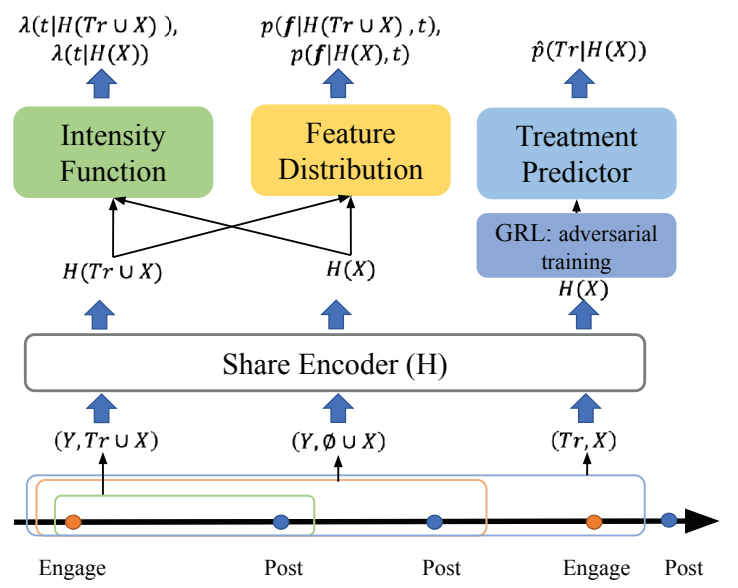 λ(t|H(Tr ∪ X) ),
λ(t|H(X))
p(f|H(Tr ∪ X) ,t),
p(f|H(X), t)
p̂(Tr|H(X))
Intensity
Function
Feature
Distribution
Treatment
Predictor
GRL: adversarial
training
H(Tr ∪ X)
H(X)
H(X)
Share Encoder (H)
(Y, Tr ∪ X)
(Y, ∅ ∪ X)
(Tr, X)
Engage
Post
Post
Engage
Post